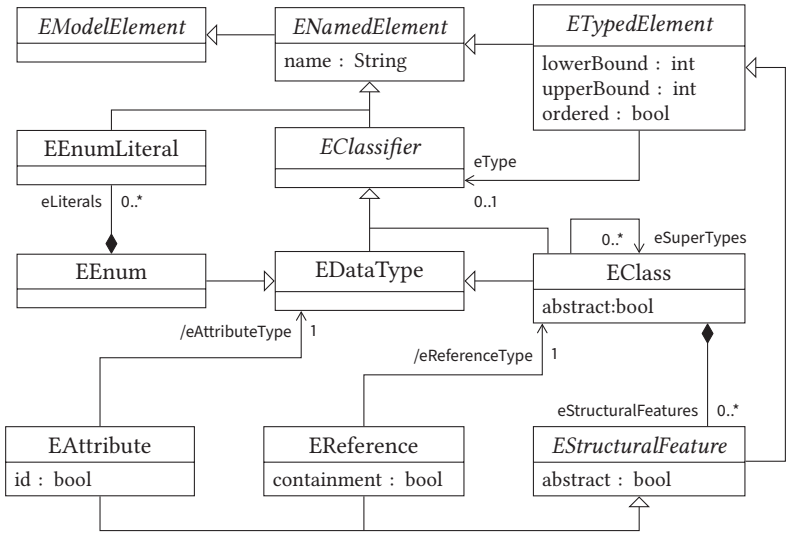 EModelElement
ENamedElement
name : String
ETypedElement
lowerBound : int
upperBound : int
ordered : bool
EEnumLiteral
EClassifier
eType
0..1
eLiterals
0..*
0..*
eSuperTypes
EEnum
EDataType
EClass
abstract:bool
/eAttributeType
1
/eReferenceType
1
eStructuralFeatures
0..*
EAttribute
id : bool
EReference
containment : bool
EStructuralFeature
abstract : bool